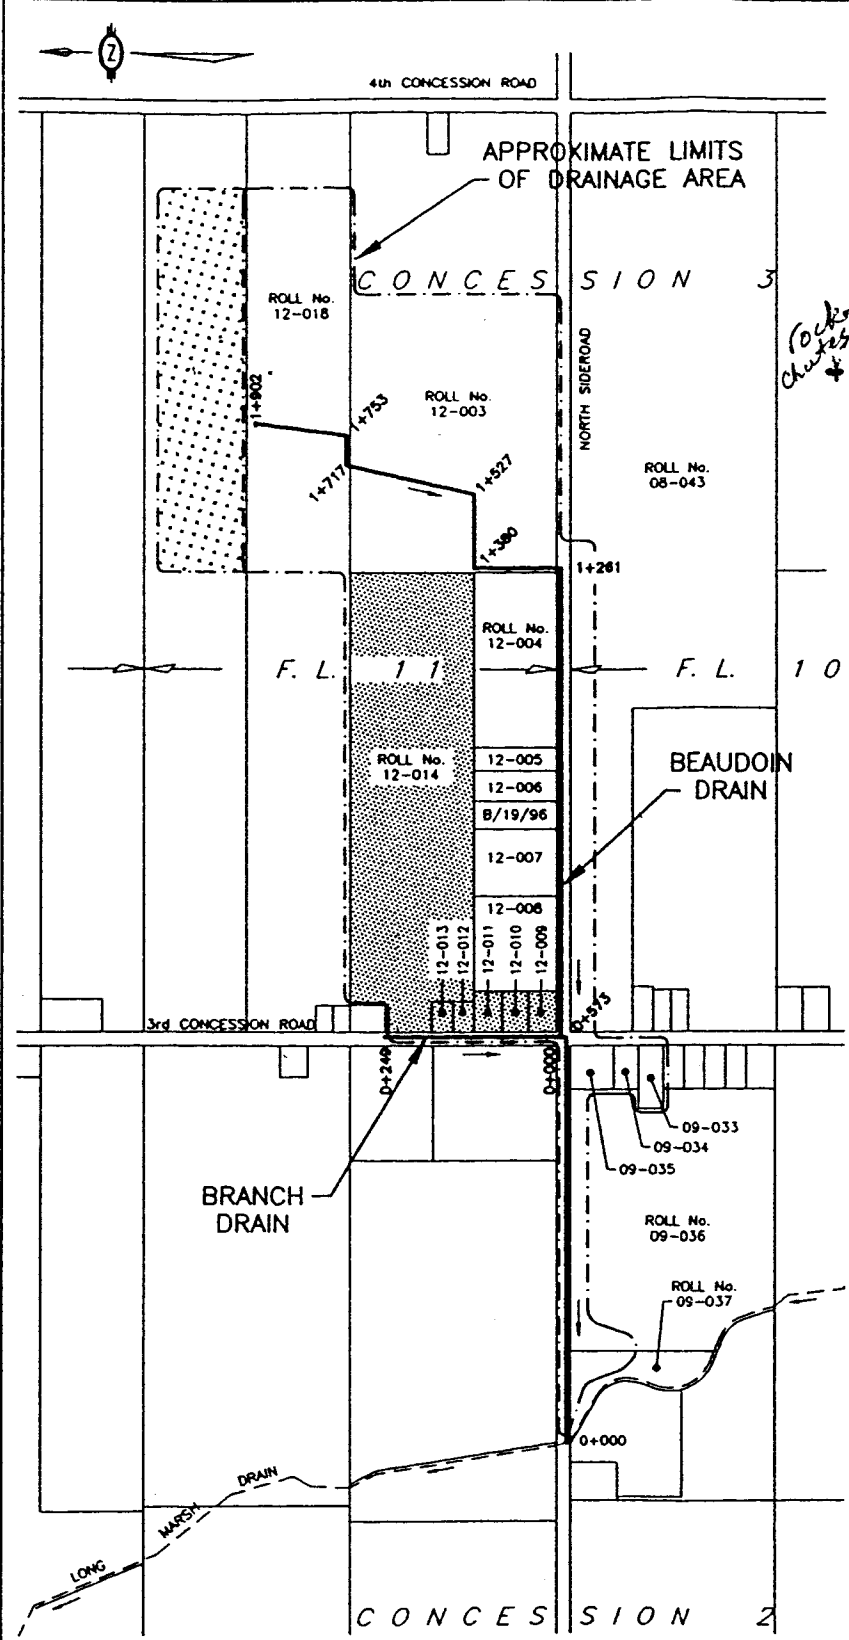 Z
4th CONCESSION ROAD
APPROXIMATE LIMITS
OF DRAINAGE AREA
CONCESSION 3
ROLL No.
12-018
rock
chutes
NORTH SIDEROAD
ROLL No.
12-003
1+902
1+753
ROLL No.
08-043
1+717
1+527
1+380
1+261
ROLL No.
12-004
F. L. 11
F. L. 10
ROLL No.
12-014
12-005
BEAUDOIN
DRAIN
12-006
B/19/96
12-007
12-008
12-013
12-012
12-011
12-010
12-009
0+573
3rd CONCESSION ROAD
0+249
0+000
09-033
09-034
09-035
BRANCH
DRAIN
ROLL No.
09-036
ROLL No.
09-037
0+000
LONG MARSH DRAIN
CONCESSION 2